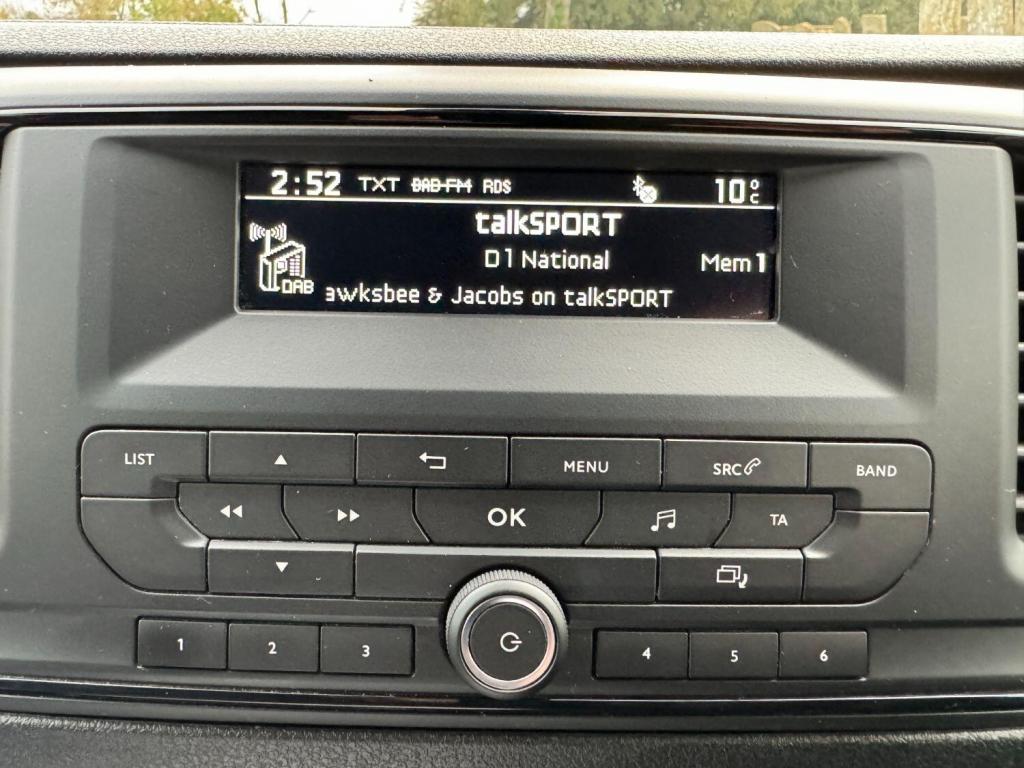 2:52 TXT DAB-FM RDS 10°C
talkSPORT
D1 National Mem 1
DAB awksbee & Jacobs on talkSPORT
LIST MENU SRC BAND
OK TA
1 2 3 4 5 6